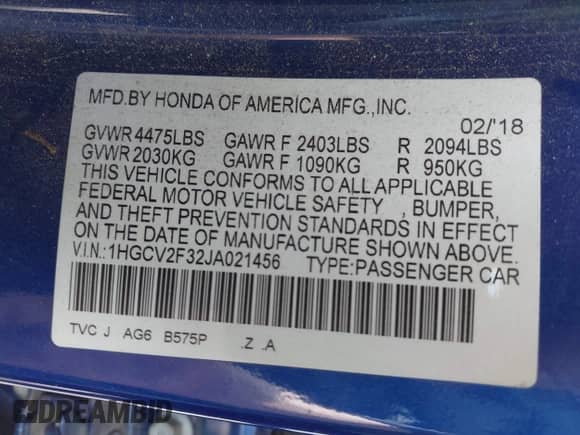 MFD.BY HONDA OF AMERICA MFG.,INC.
02/'18
GVWR 4475LBS GAWR F 2403LBS R 2094LBS
GVWR 2030KG GAWR F 1090KG R 950KG
THIS VEHICLE CONFORMS TO ALL APPLICABLE
FEDERAL MOTOR VEHICLE SAFETY , BUMPER,
AND THEFT PREVENTION STANDARDS IN EFFECT
ON THE DATE OF MANUFACTURE SHOWN ABOVE.
V.I.N.:1HGCV2F32JA021456 TYPE:PASSENGER CAR
TVC J AG6 B575P .Z .A
DREAMBID